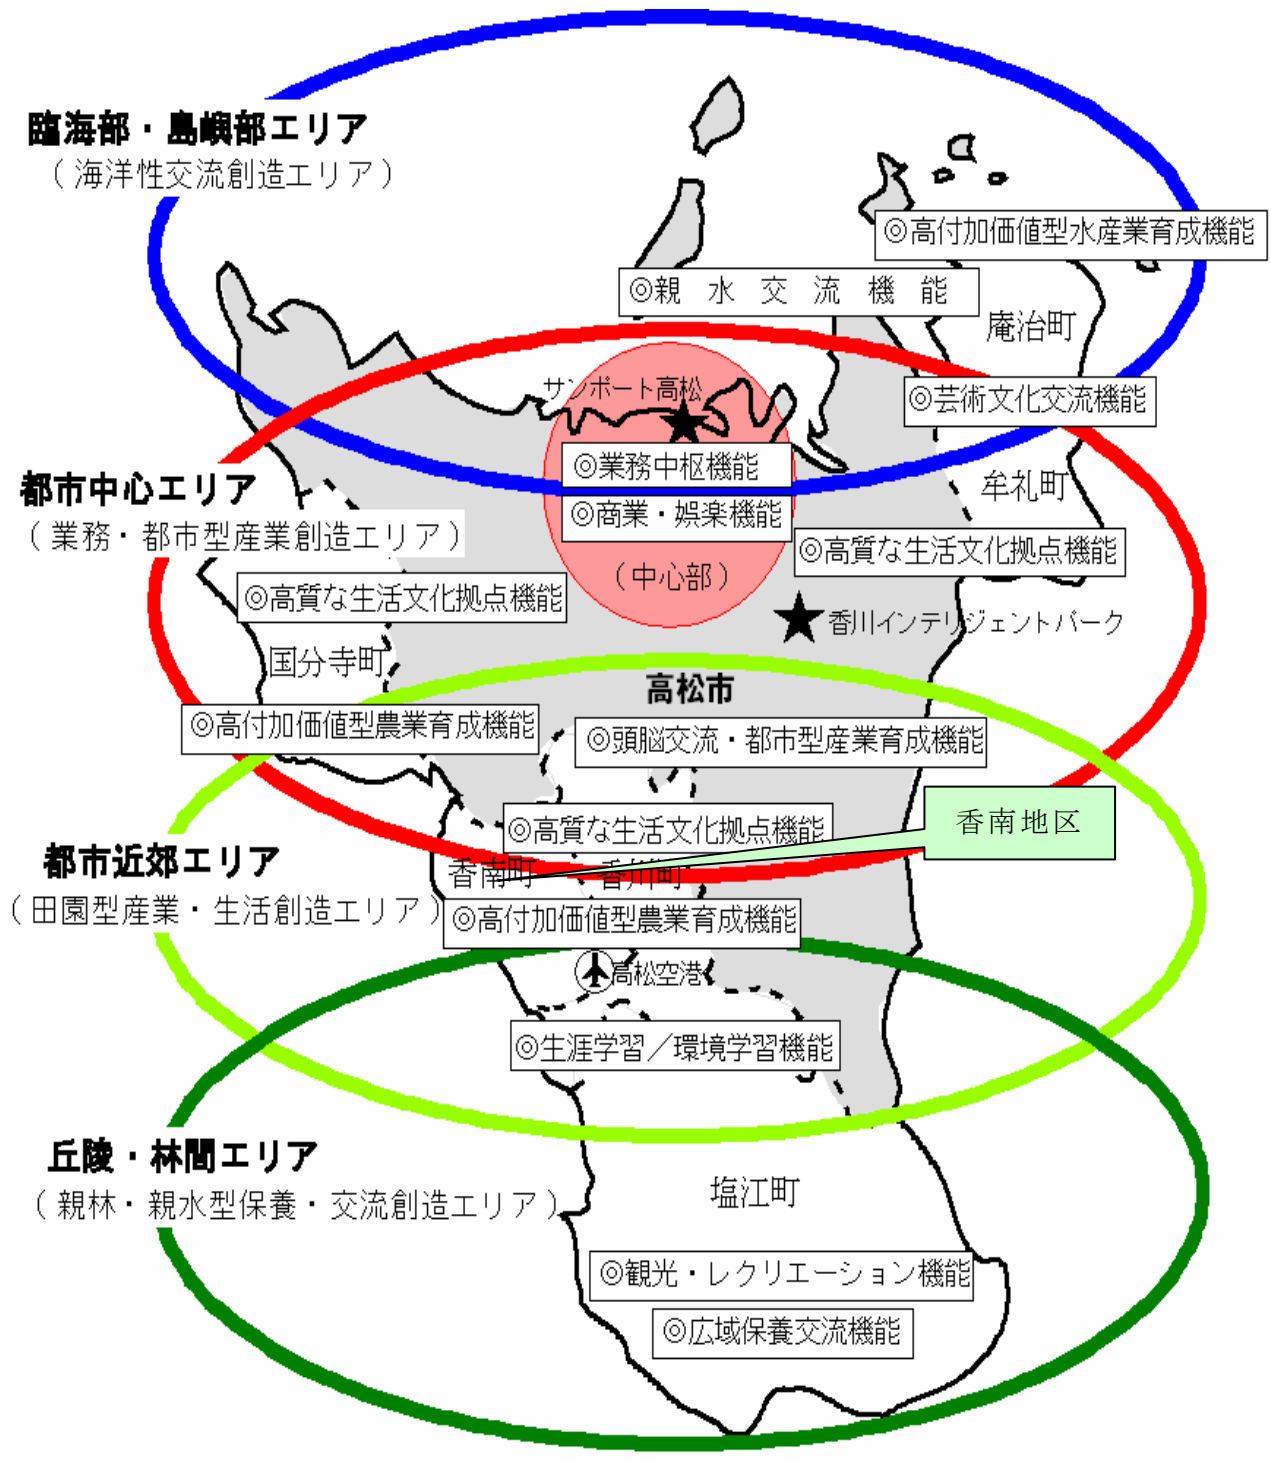 臨海部・島嶼部エリア
（海洋性交流創造エリア）
◎高付加価値型水産業育成機能
◎親水交流機能
庵治町
サンポート高松
◎芸術文化交流機能
◎業務中枢機能
都市中心エリア
（業務・都市型産業創造エリア）
牟礼町
◎商業・娯楽機能
◎高質な生活文化拠点機能
（中心部）
◎高質な生活文化拠点機能
香川インテリジェントパーク
国分寺町
高松市
◎高付加価値型農業育成機能
◎頭脳交流・都市型産業育成機能
香南地区
◎高質な生活文化拠点機能
都市近郊エリア
（田園型産業・生活創造エリア）
香南町
香川町
◎高付加価値型農業育成機能
高松空港
◎生涯学習／環境学習機能
丘陵・林間エリア
（親林・親水型保養・交流創造エリア）
塩江町
◎観光・レクリエーション機能
◎広域保養交流機能